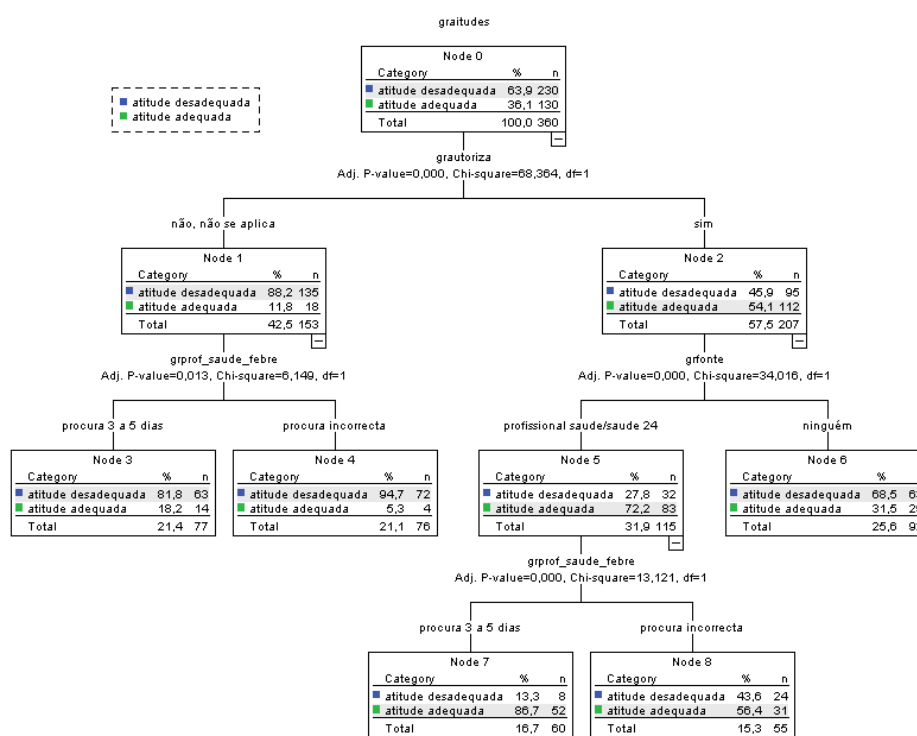 graitudes
atitude desadequada
atitude adequada
Node 0
Category % n
atitude desadequada 63,9 230
atitude adequada 36,1 130
Total 100,0 360
grautoriza
Adj. P-value=0,000, Chi-square=68,364, df=1
não, não se aplica
sim
Node 1
Category % n
atitude desadequada 88,2 135
atitude adequada 11,8 18
Total 42,5 153
Node 2
Category % n
atitude desadequada 45,9 95
atitude adequada 54,1 112
Total 57,5 207
grprof_saude_febre
Adj. P-value=0,013, Chi-square=6,149, df=1
grfonte
Adj. P-value=0,000, Chi-square=34,016, df=1
procura 3 a 5 dias
procura incorrecta
profissional saude/saude 24
ninguém
Node 3
Category % n
atitude desadequada 81,8 63
atitude adequada 18,2 14
Total 21,4 77
Node 4
Category % n
atitude desadequada 94,7 72
atitude adequada 5,3 4
Total 21,1 76
Node 5
Category % n
atitude desadequada 27,8 32
atitude adequada 72,2 83
Total 31,9 115
Node 6
Category %
atitude desadequada 68,5
atitude adequada 31,5
Total 25,6
grprof_saude_febre
Adj. P-value=0,000, Chi-square=13,121, df=1
procura 3 a 5 dias
procura incorrecta
Node 7
Category % n
atitude desadequada 13,3 8
atitude adequada 86,7 52
Total 16,7 60
Node 8
Category % n
atitude desadequada 43,6 24
atitude adequada 56,4 31
Total 15,3 55